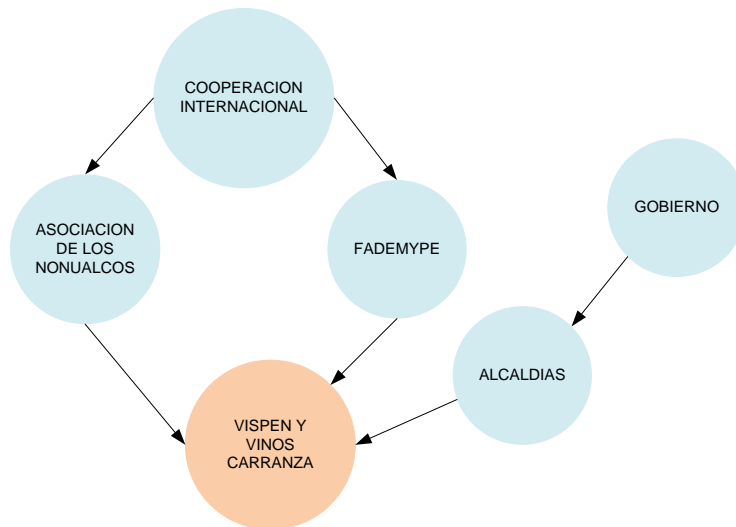 COOPERACION
INTERNACIONAL
ASOCIACION
DE LOS
NONUALCOS
FADEMYPE
GOBIERNO
ALCALDIAS
VISPEN Y
VINOS
CARRANZA